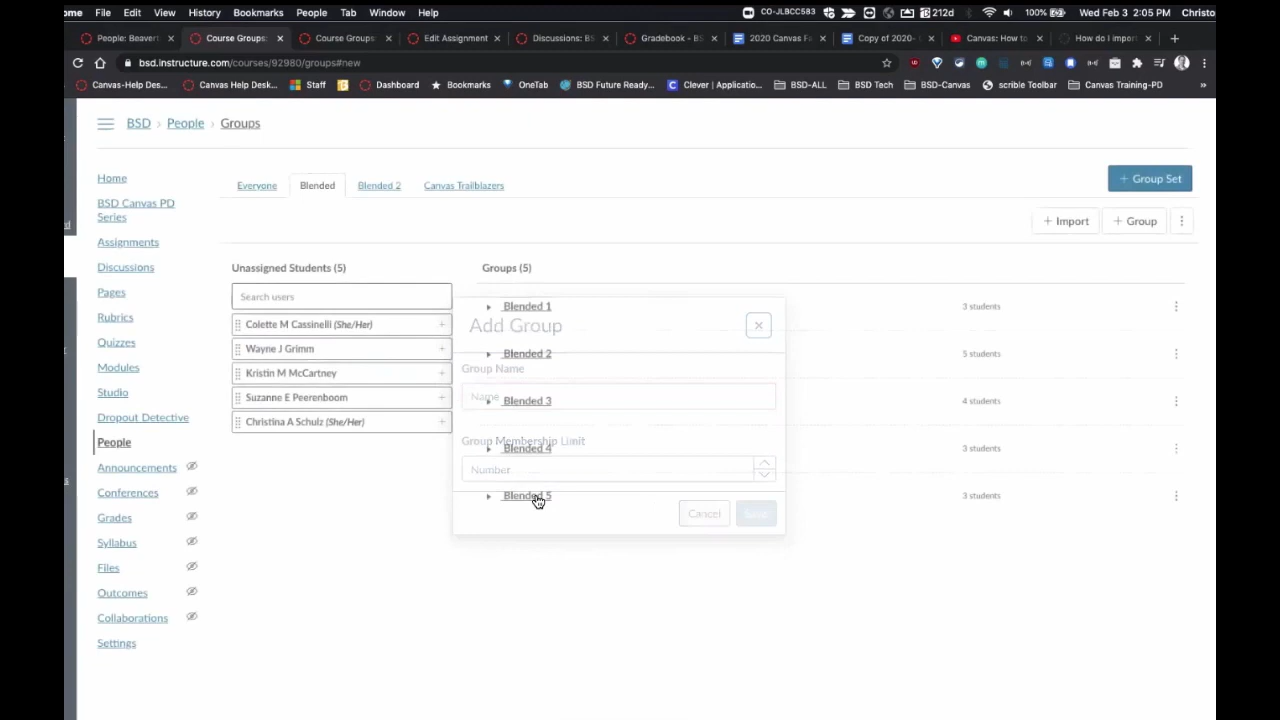 ome File Edit View History Bookmarks People Tab Window Help CO-JLBCC583 212d 100% Wed Feb 3 2:05 PM Christo
People: Beavert Course Groups: Course Groups: Edit Assignment Discussions: BS Gradebook - BS 2020 Canvas Fa Copy of 2020- Canvas: How to How do I import
bsd.instructure.com/courses/92980/groups#new
Canvas-Help Des... Canvas Help Desk... Staff Dashboard Bookmarks OneTab BSD Future Ready... Clever | Applicatio... BSD-ALL BSD Tech BSD-Canvas scrible Toolbar Canvas Training-PD »
BSD › People › Groups
Home
BSD Canvas PD
Series
Assignments
Discussions
Pages
Rubrics
Quizzes
Modules
Studio
Dropout Detective
People
Announcements
Conferences
Grades
Syllabus
Files
Outcomes
Collaborations
Settings
Everyone Blended Blended 2 Canvas Trailblazers
+ Group Set
+ Import + Group
Unassigned Students (5)
Search users
Colette M Cassinelli (She/Her) +
Wayne J Grimm +
Kristin M McCartney +
Suzanne E Peerenboom +
Christina A Schulz (She/Her) +
Groups (5)
Blended 1 3 students
Blended 2 5 students
Blended 3 4 students
Blended 4 3 students
Blended 5 3 students
Add Group
Group Name
Name
Group Membership Limit
Number
Cancel Save